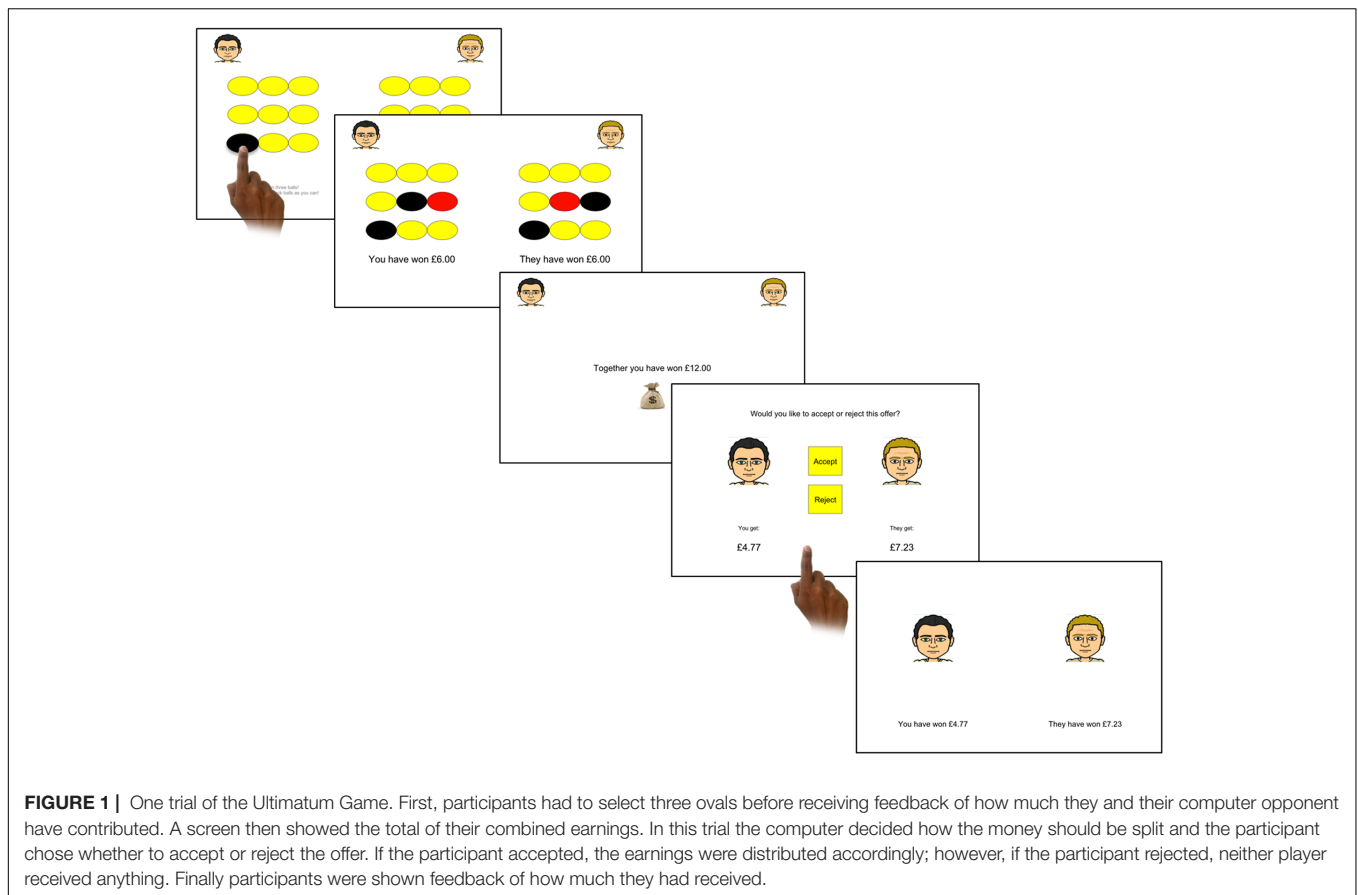 n three balls!
ck balls as you can!
You have won £6.00
They have won £6.00
Together you have won £12.00
$
Would you like to accept or reject this offer?
Accept
Reject
You get:
They get:
£4.77
£7.23
You have won £4.77
They have won £7.23
FIGURE 1 | One trial of the Ultimatum Game. First, participants had to select three ovals before receiving feedback of how much they and their computer opponent
have contributed. A screen then showed the total of their combined earnings. In this trial the computer decided how the money should be split and the participant
chose whether to accept or reject the offer. If the participant accepted, the earnings were distributed accordingly; however, if the participant rejected, neither player
received anything. Finally participants were shown feedback of how much they had received.